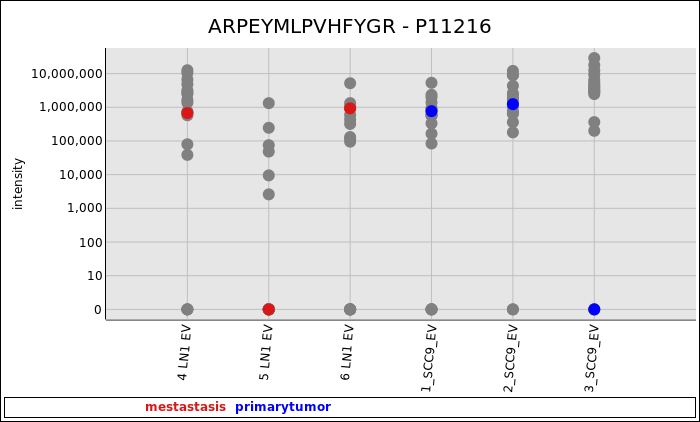 ARPEYMLPVHFYGR - P11216
intensity
10,000,000
1,000,000
100,000
10,000
1,000
100
10
0
4 LN1 EV
5 LN1 EV
6 LN1 EV
1_SCC9_EV
2_SCC9_EV
3_SCC9_EV
mestastasis primarytumor